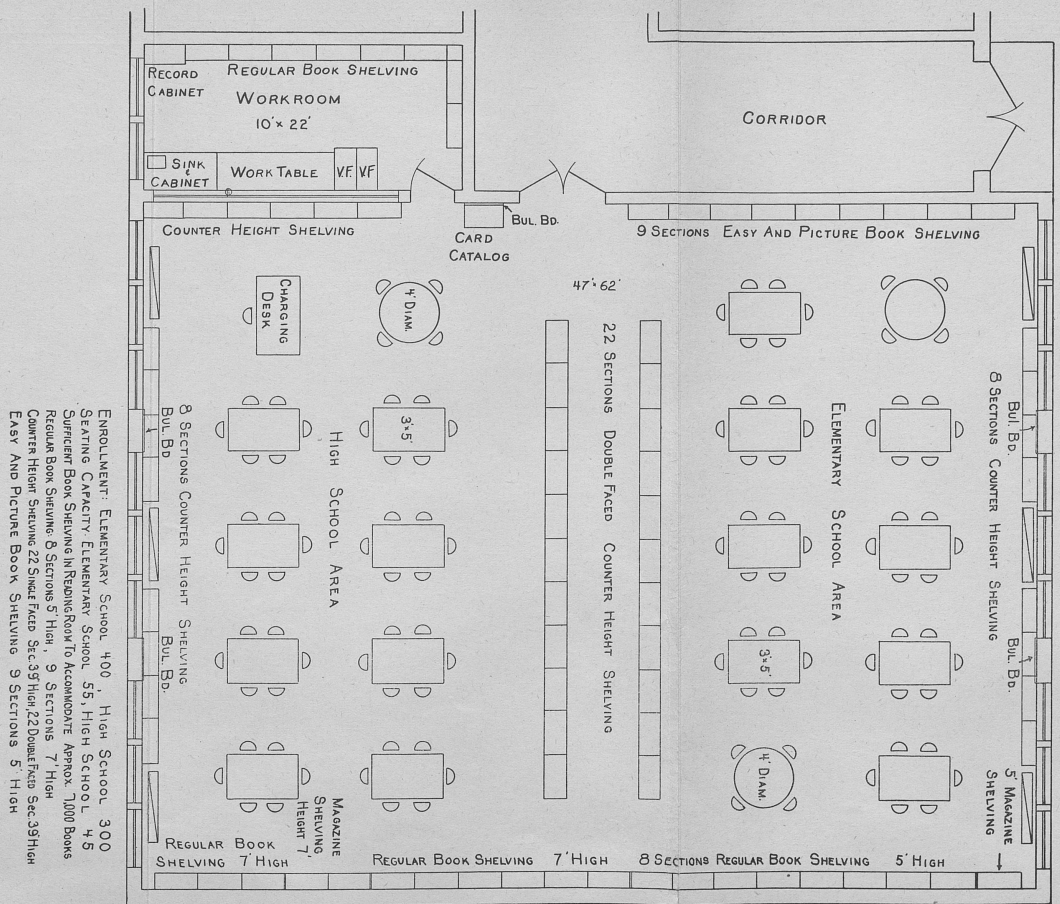 RECORD
CABINET
REGULAR BOOK SHELVING
WORKROOM
10' x 22'
SINK
&
CABINET
WORK TABLE
V.F.
V.F
CORRIDOR
COUNTER HEIGHT SHELVING
CARD
CATALOG
BUL. BD.
9 SECTIONS EASY AND PICTURE BOOK SHELVING
47' x 62'
CHARGING
DESK
4' DIAM.
BUL. BD
8 SECTIONS COUNTER HEIGHT SHELVING
BUL. BD.
HIGH SCHOOL AREA
3' x 5'
22 SECTIONS DOUBLE FACED COUNTER HEIGHT SHELVING
ELEMENTARY SCHOOL AREA
3' x 5'
4' DIAM.
8 SECTIONS COUNTER HEIGHT SHELVING
BUL. BD.
BUL. BD.
5' MAGAZINE
SHELVING
MAGAZINE
SHELVING
HEIGHT 7'
REGULAR BOOK
SHELVING 7' HIGH
REGULAR BOOK SHELVING 7' HIGH
8 SECTIONS REGULAR BOOK SHELVING 5' HIGH
ENROLLMENT: ELEMENTARY SCHOOL 400, HIGH SCHOOL 300
SEATING CAPACITY: ELEMENTARY SCHOOL 55, HIGH SCHOOL 45
SUFFICIENT BOOK SHELVING IN READING ROOM TO ACCOMMODATE APPROX. 7,000 BOOKS
REGULAR BOOK SHELVING: 8 SECTIONS 5' HIGH, 9 SECTIONS 7' HIGH
COUNTER HEIGHT SHELVING 22 SINGLE FACED SEC. 39" HIGH, 22 DOUBLE FACED SEC. 39" HIGH
EASY AND PICTURE BOOK SHELVING 9 SECTIONS 5' HIGH